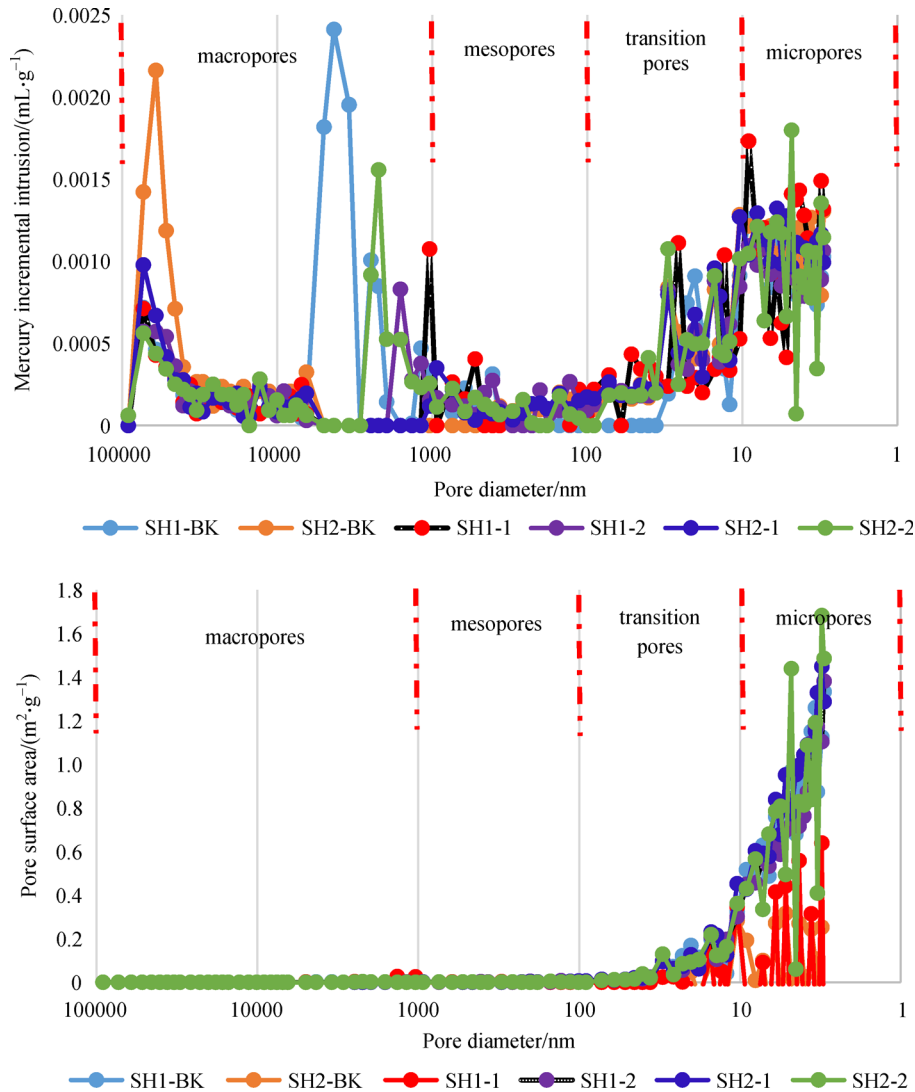 Mercury incremental intrusion/(mL·g⁻¹)
0.0025
0.0020
0.0015
0.0010
0.0005
0
macropores
mesopores
transition
pores
micropores
100000
10000
1000
100
10
1
Pore diameter/nm
SH1-BK
SH2-BK
SH1-1
SH1-2
SH2-1
SH2-2
Pore surface area/(m²·g⁻¹)
1.8
1.6
1.4
1.2
1.0
0.8
0.6
0.4
0.2
0
macropores
mesopores
transition
pores
micropores
100000
10000
1000
100
10
1
Pore diameter/nm
SH1-BK
SH2-BK
SH1-1
SH1-2
SH2-1
SH2-2